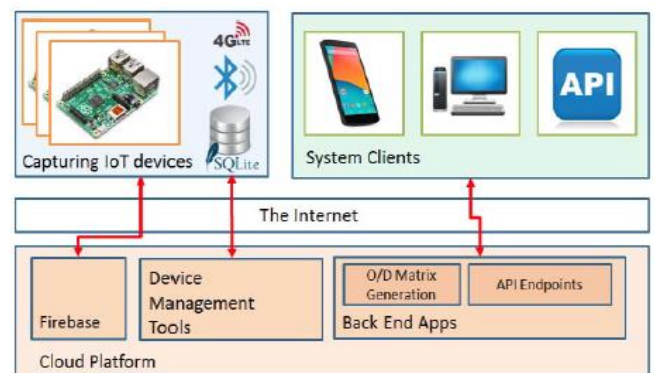 4G LTE
SQLite
Capturing IoT devices
API
System Clients
The Internet
Firebase
Device
Management
Tools
O/D Matrix
Generation
API Endpoints
Back End Apps
Cloud Platform